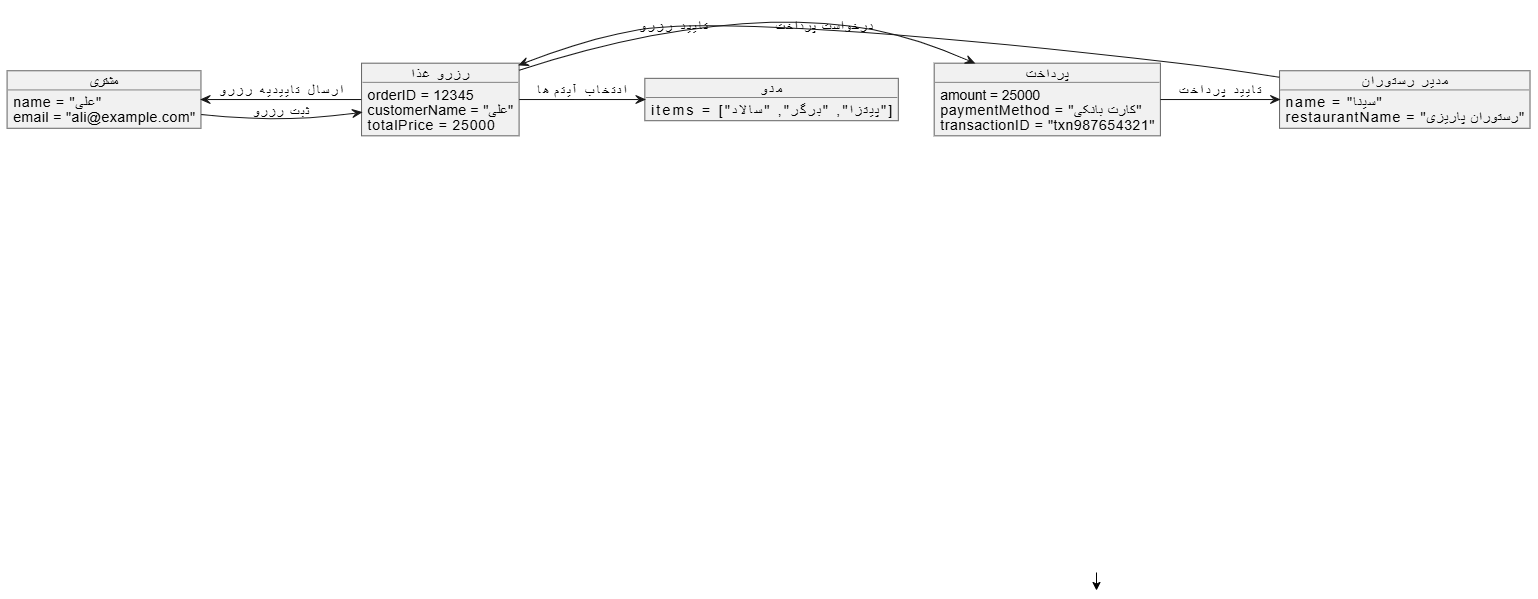 تایید رزرو
درخواست پرداخت
مشتری
name = "علی"
email = "ali@example.com"
ارسال تاییدیه رزرو
ثبت رزرو
رزرو غذا
orderID = 12345
customerName = "علی"
totalPrice = 25000
انتخاب آیتم ها
منو
items = ["پیتزا", "برگر", "سالاد"]
پرداخت
amount = 25000
paymentMethod = "کارت بانکی"
transactionID = "txn987654321"
تایید پرداخت
مدیر رستوران
name = "سینا"
restaurantName = "رستوران پاریزی"